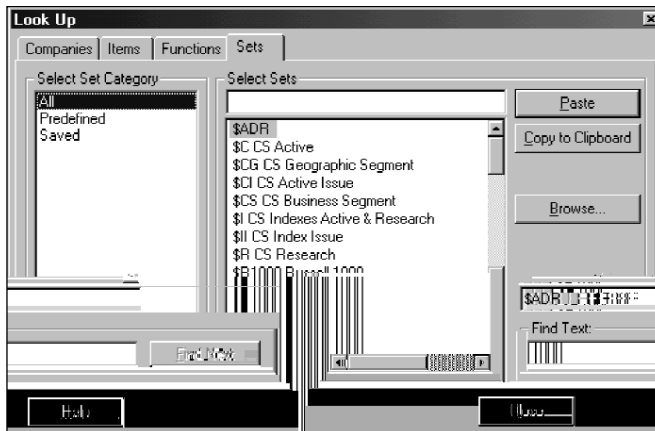 Look Up
Companies Items Functions Sets
Select Set Category
All
Predefined
Saved
Select Sets
$ADR
$C CS Active
$CG CS Geographic Segment
$CI CS Active Issue
$CS CS Business Segment
$I CS Indexes Active & Research
$II CS Index Issue
$R CS Research
Paste
Copy to Clipboard
Browse...
$ADR
Find Text:
Help